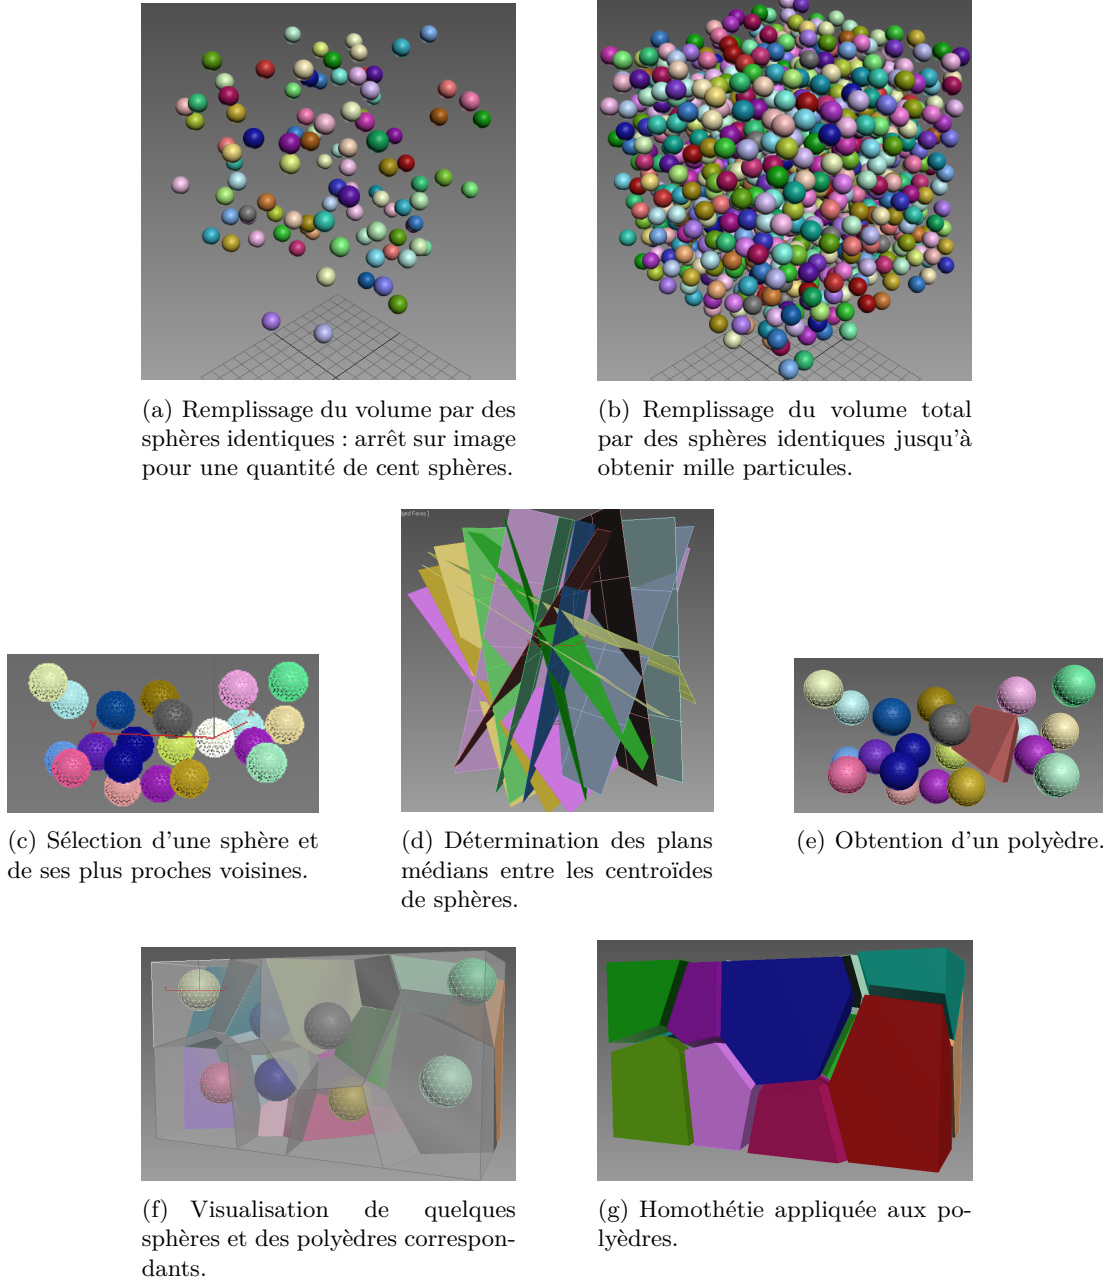 (a) Remplissage du volume par des
sphères identiques : arrêt sur image
pour une quantité de cent sphères.
(b) Remplissage du volume total
par des sphères identiques jusqu'à
obtenir mille particules.
ged Faces ]
(c) Sélection d'une sphère et
de ses plus proches voisines.
(d) Détermination des plans
médians entre les centroïdes
de sphères.
(e) Obtention d'un polyèdre.
(f) Visualisation de quelques
sphères et des polyèdres correspon-
dants.
(g) Homothétie appliquée aux po-
lyèdres.